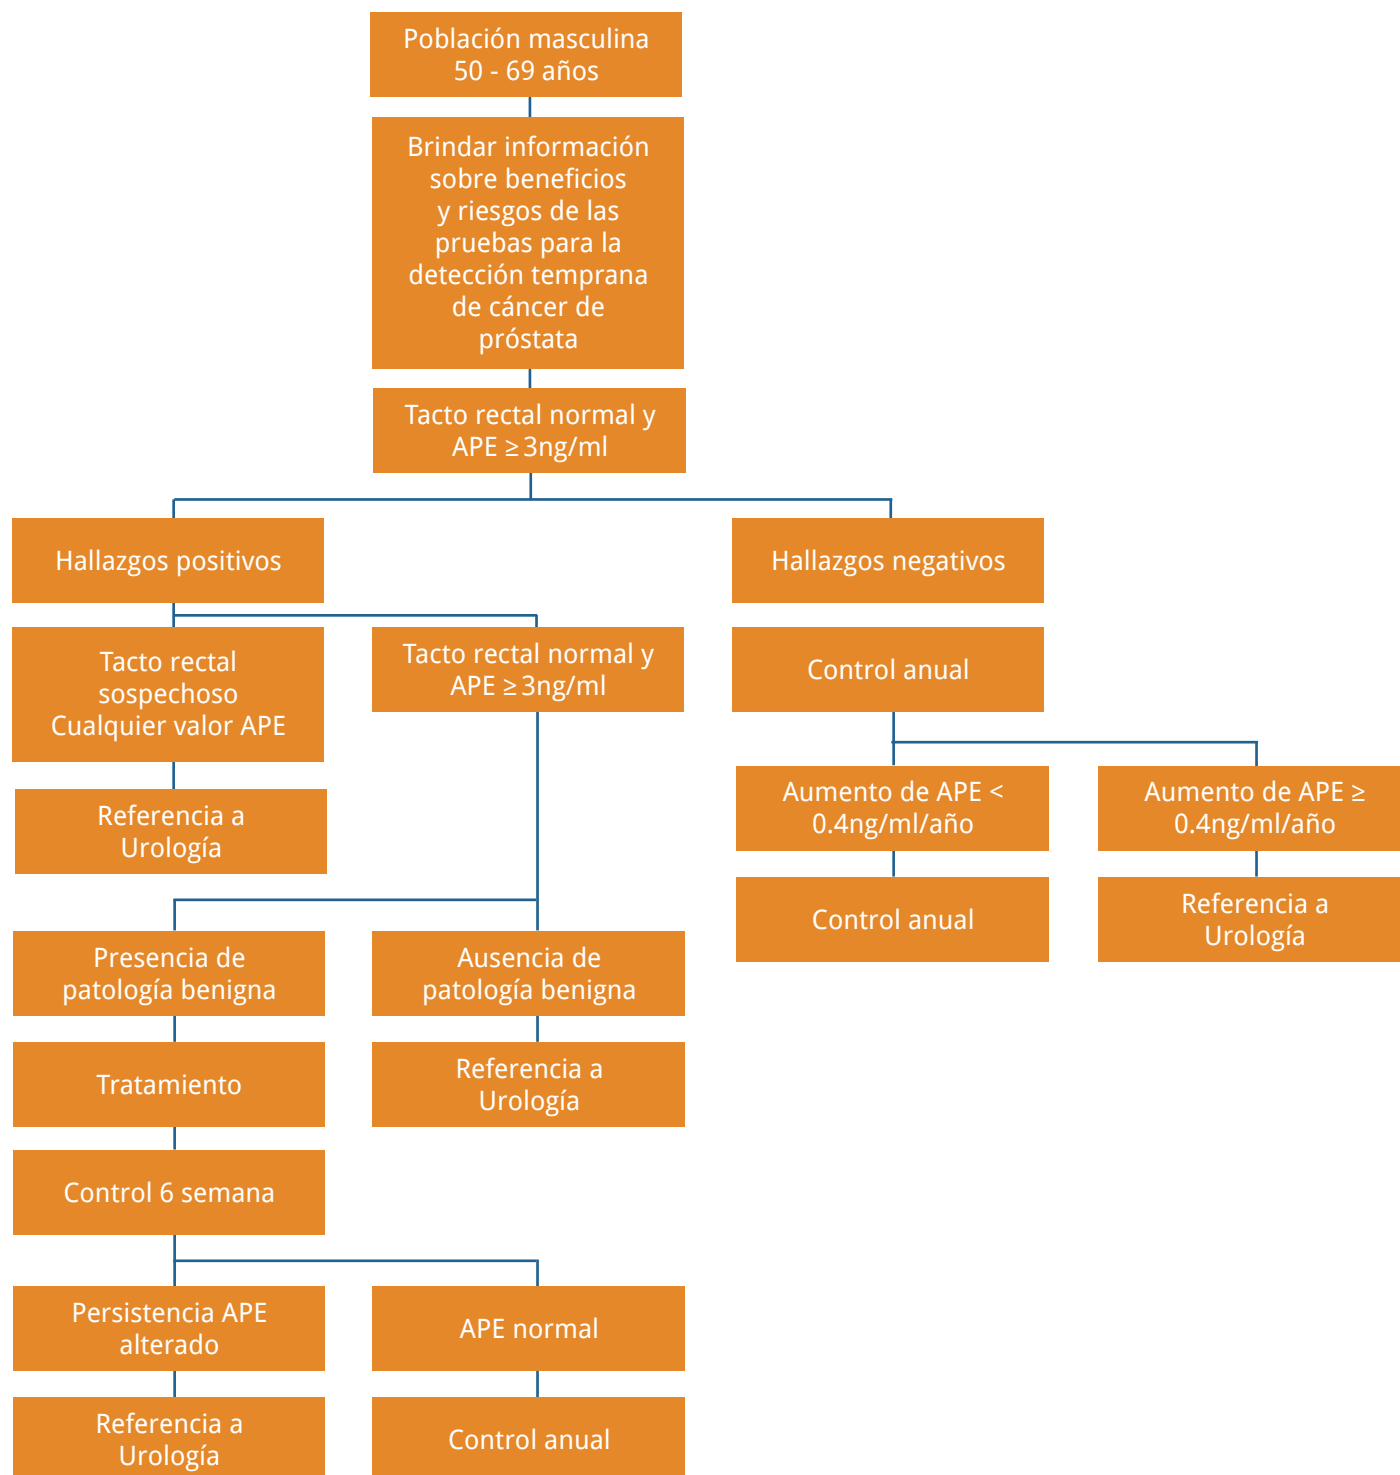 Población masculina
50 - 69 años
Brindar información
sobre beneficios
y riesgos de las
pruebas para la
detección temprana
de cáncer de
próstata
Tacto rectal normal y
APE ≥ 3ng/ml
Hallazgos positivos
Hallazgos negativos
Tacto rectal
sospechoso
Cualquier valor APE
Tacto rectal normal y
APE ≥ 3ng/ml
Control anual
Referencia a
Urología
Aumento de APE <
0.4ng/ml/año
Aumento de APE ≥
0.4ng/ml/año
Control anual
Referencia a
Urología
Presencia de
patología benigna
Ausencia de
patología benigna
Tratamiento
Referencia a
Urología
Control 6 semana
Persistencia APE
alterado
APE normal
Referencia a
Urología
Control anual